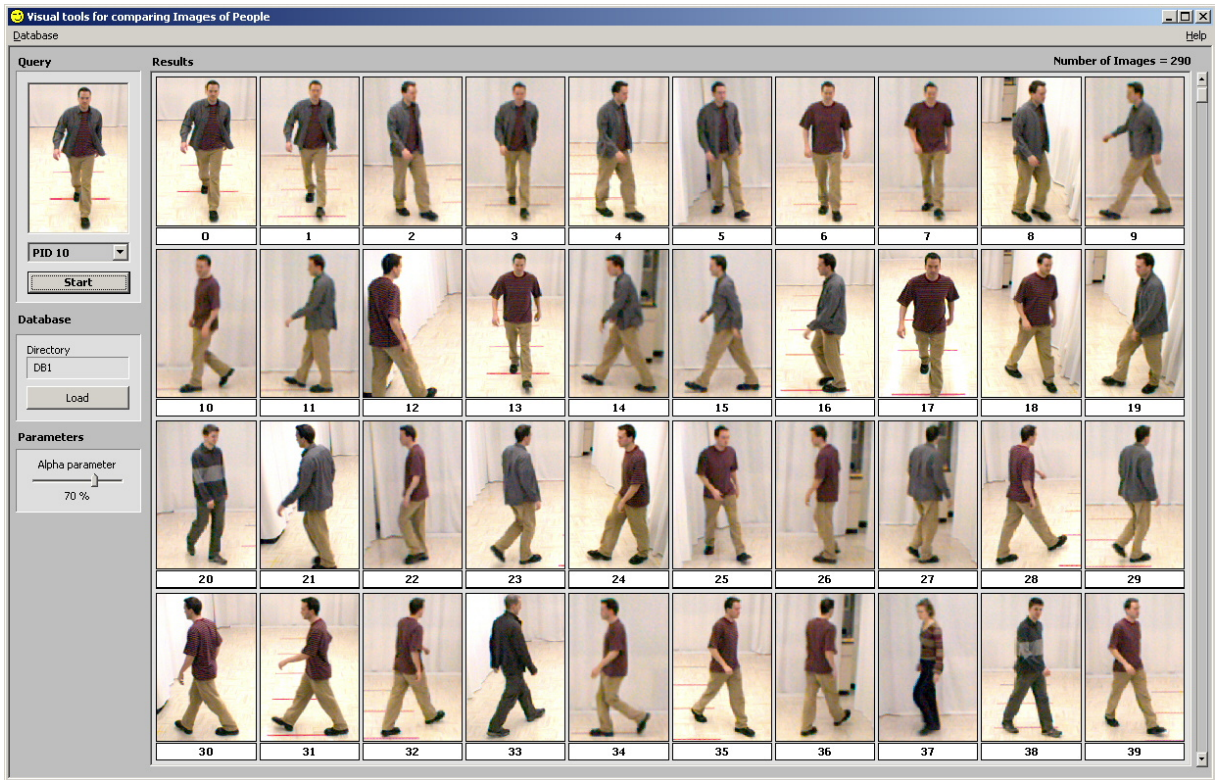 Visual tools for comparing Images of People
Database Help
Query
Results Number of Images = 290
0 1 2 3 4 5 6 7 8 9
PID 10
Start
Database
Directory
DB1
Load
10 11 12 13 14 15 16 17 18 19
Parameters
Alpha parameter
70 %
20 21 22 23 24 25 26 27 28 29
30 31 32 33 34 35 36 37 38 39